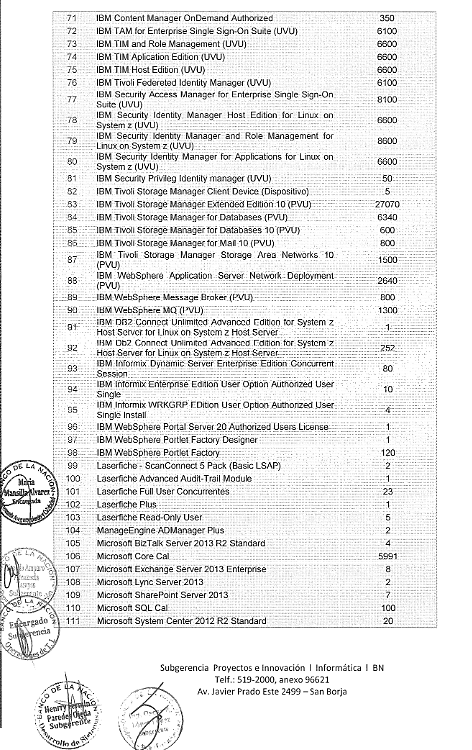 71 IBM Content Manager OnDemand Authorized 350
72 IBM TAM for Enterprise Single Sign-On Suite (UVU) 6100
73 IBM TIM and Role Management (UVU) 6600
74 IBM TIM Aplication Edition (UVU) 6600
75 IBM TIM Host Edition (UVU) 6600
76 IBM Tivoli Federeted Identity Manager (UVU) 6100
77 IBM Security Access Manager for Enterprise Single Sign-On
Suite (UVU) 8100
78 IBM Security Identity Manager Host Edition for Linux on
System z (UVU) 6600
79 IBM Security Identity Manager and Role Management for
Linux on System z (UVU) 8600
80 IBM Security Identity Manager for Applications for Linux on
System z (UVU) 6600
81 IBM Security Privileg Identity manager (UVU) 50
82 IBM Tivoli Storage Manager Client Device (Dispositivo) 5
83 IBM Tivoli Storage Manager Extended Edition 10 (PVU) 27070
84 IBM Tivoli Storage Manager for Databases (PVU) 6340
85 IBM Tivoli Storage Manager for Databases 10 (PVU) 600
86 IBM Tivoli Storage Manager for Mail 10 (PVU) 800
87 IBM Tivoli Storage Manager Storage Area Networks 10
(PVU) 1500
88 IBM WebSphere Application Server Network Deployment
(PVU) 2640
89 IBM WebSphere Message Broker (PVU) 800
90 IBM WebSphere MQ (PVU) 1300
91 IBM DB2 Connect Unlimited Advanced Edition for System z
Host Server for Linux on System z Host Server 1
92 IBM Db2 Connect Unlimited Advanced Edition for System z
Host Server for Linux on System z Host Server 252
93 IBM Informix Dynamic Server Enterprise Edition Concurrent
Session 80
94 IBM Informix Enterprise Edition User Option Authorized User
Single 10
95 IBM Informix WRKGRP EDition User Option Authorized User
Single Install 4
96 IBM WebSphere Portal Server 20 Authorized Users License 1
97 IBM WebSphere Portlet Factory Designer 1
98 IBM WebSphere Portlet Factory 120
99 Laserfiche - ScanConnect 5 Pack (Basic LSAP) 2
100 Laserfiche Advanced Audit-Trail Module 1
101 Laserfiche Full User Concurrentes 23
102 Laserfiche Plus 1
103 Laserfiche Read-Only User 5
104 ManageEngine ADManager Plus 2
105 Microsoft BizTalk Server 2013 R2 Standard 4
106 Microsoft Core Cal 5991
107 Microsoft Exchange Server 2013 Enterprise 8
108 Microsoft Lync Server 2013 2
109 Microsoft SharePoint Server 2013 7
110 Microsoft SQL Cal 100
111 Microsoft System Center 2012 R2 Standard 20
BANCO DE LA NACION
María
Mansilla Alvarez
Encargada
Encargado
Subgerencia
BANCO DE LA NACION
Henry
Paredes Ojeda
Subgerente
Desarrollo de Sistemas
Subgerencia Proyectos e Innovación l Informática l BN
Telf.: 519-2000, anexo 96621
Av. Javier Prado Este 2499 – San Borja